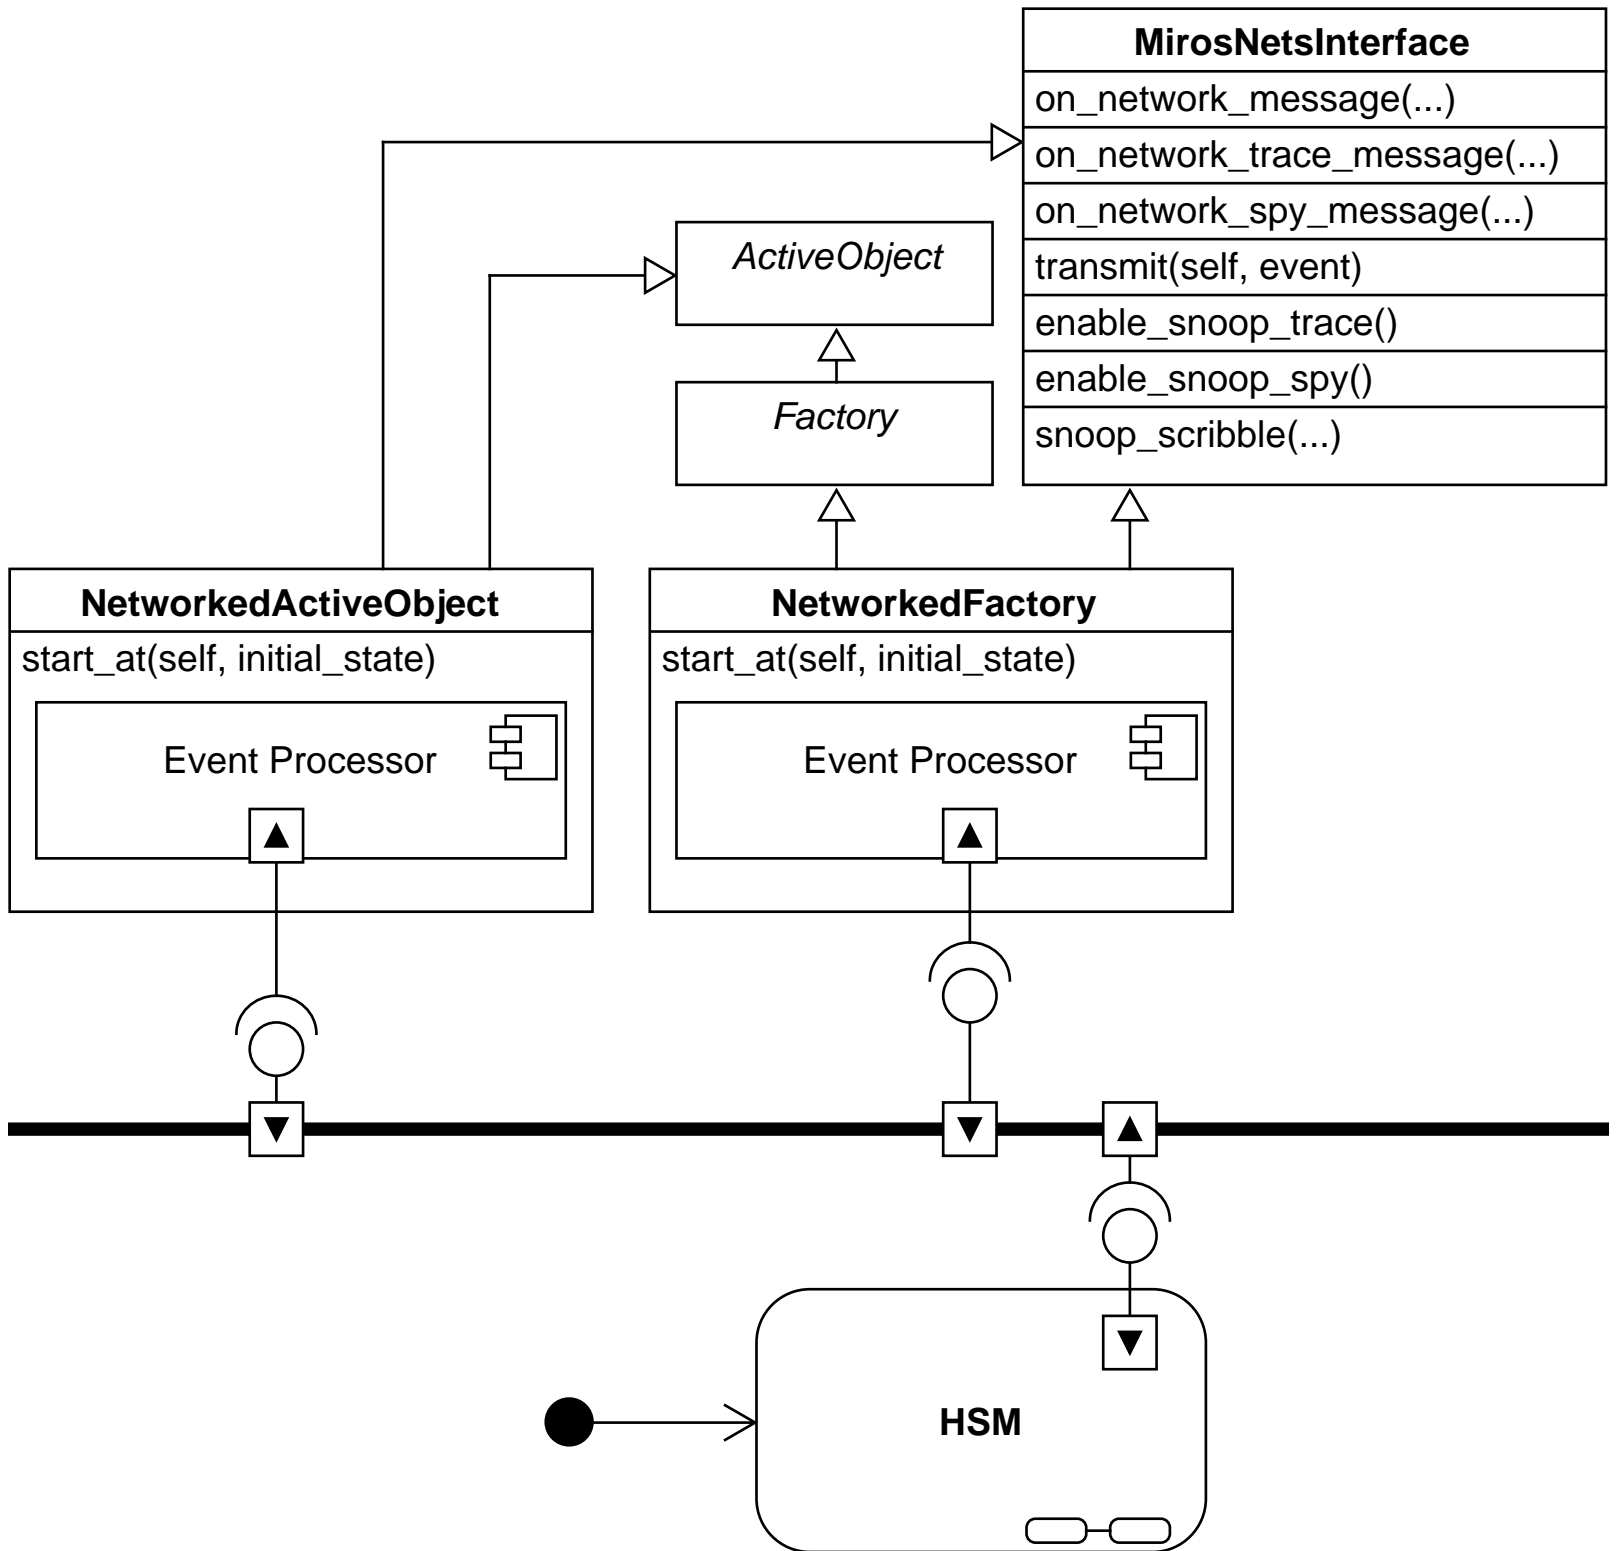 MirosNetsInterface
on_network_message(...)
on_network_trace_message(...)
on_network_spy_message(...)
transmit(self, event)
enable_snoop_trace()
enable_snoop_spy()
snoop_scribble(...)
ActiveObject
Factory
NetworkedActiveObject
start_at(self, initial_state)
Event Processor
NetworkedFactory
start_at(self, initial_state)
Event Processor
HSM